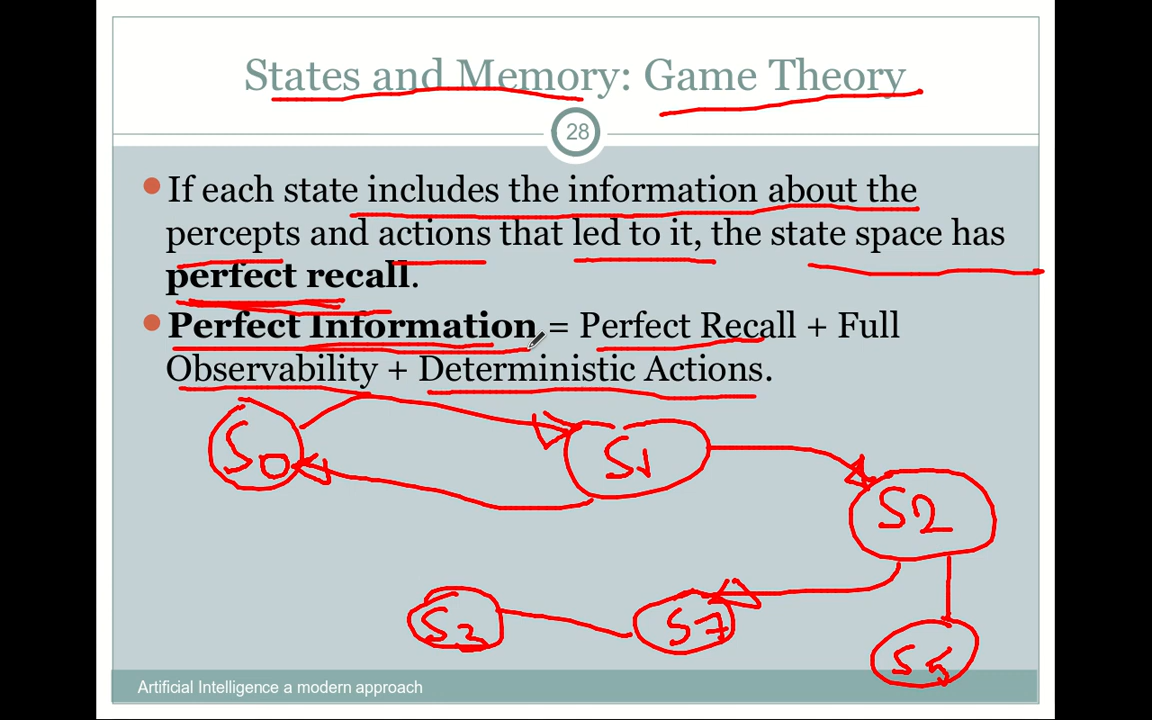 States and Memory: Game Theory
28
If each state includes the information about the
percepts and actions that led to it, the state space has
perfect recall.
Perfect Information = Perfect Recall + Full
Observability + Deterministic Actions.
S0
S1
S2
S3
S7
S5
Artificial Intelligence a modern approach